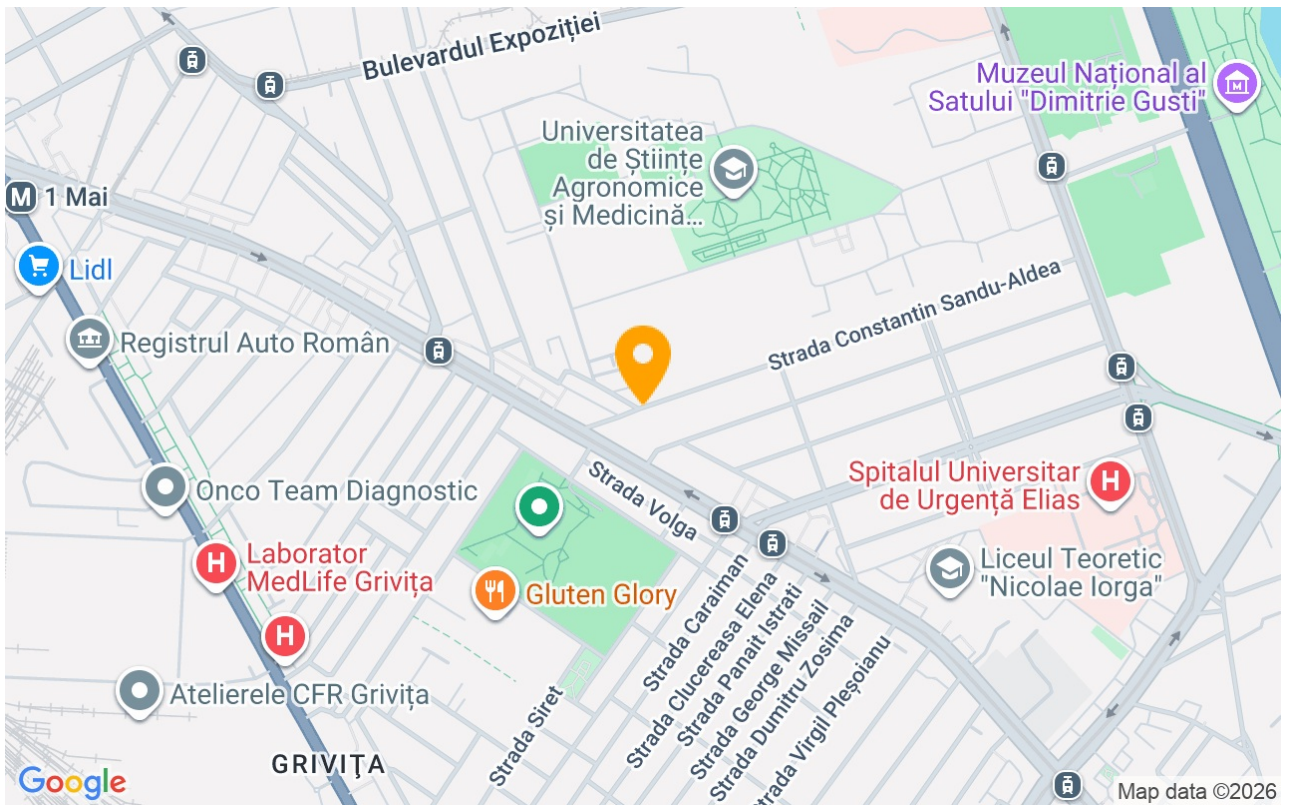 Bulevardul Expoziției
Muzeul Național al
Satului "Dimitrie Gusti"
M
Universitatea
de Științe
Agronomice
și Medicină...
M 1 Mai
Lidl
Strada Constantin Sandu-Aldea
Registrul Auto Român
Onco Team Diagnostic
Strada Volga
Spitalul Universitar
de Urgență Elias
H
H
Laborator
MedLife Grivița
Liceul Teoretic
"Nicolae Iorga"
Gluten Glory
H
Strada Caraiman
Strada Clucereasa Elena
Strada Panait Istrati
Strada George Missail
Strada Dumitru Zosima
Strada Virgil Pleșoianu
Strada Siret
Atelierele CFR Grivița
GRIVIȚA
Google
Map data ©2026